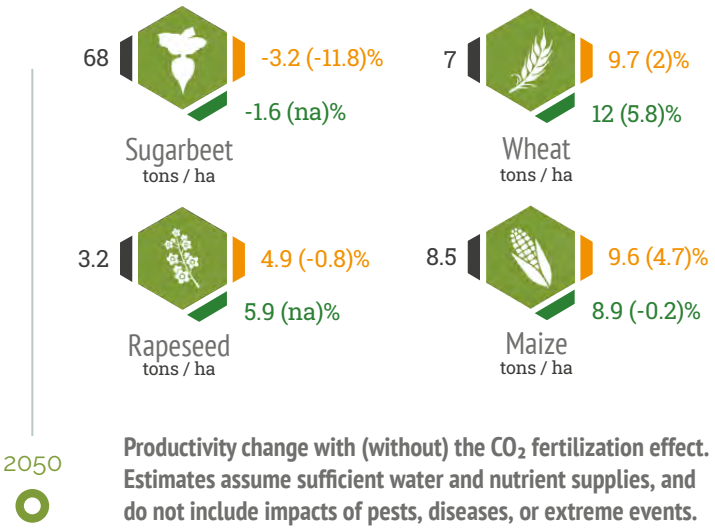 68
-3.2 (-11.8)%
-1.6 (na)%
Sugarbeet
tons / ha
7
9.7 (2)%
12 (5.8)%
Wheat
tons / ha
3.2
4.9 (-0.8)%
5.9 (na)%
Rapeseed
tons / ha
8.5
9.6 (4.7)%
8.9 (-0.2)%
Maize
tons / ha
2050
Productivity change with (without) the CO₂ fertilization effect.
Estimates assume sufficient water and nutrient supplies, and
do not include impacts of pests, diseases, or extreme events.